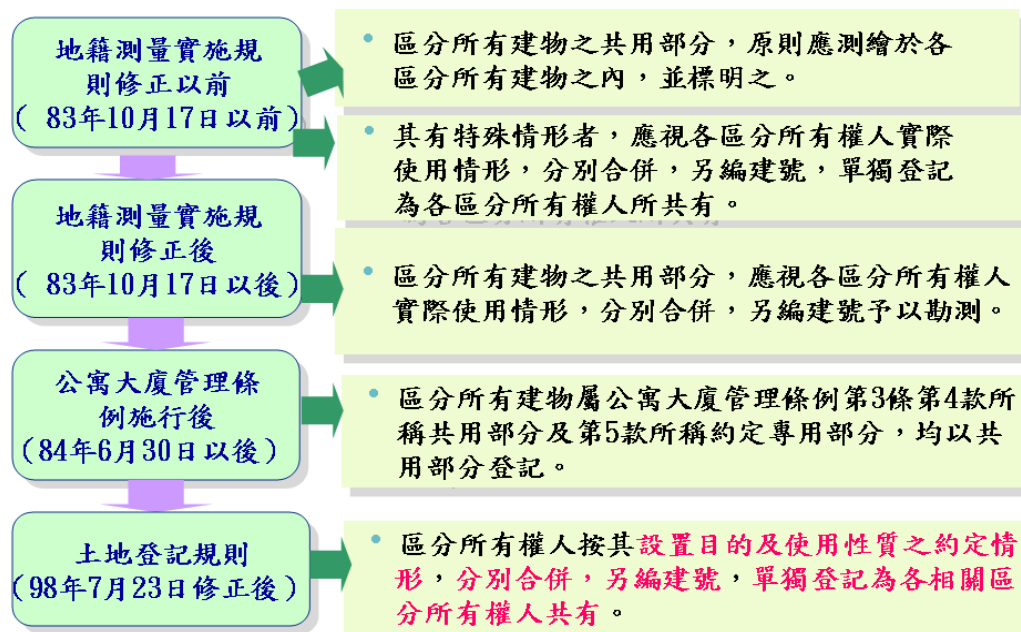 地籍測量實施規
則修正以前
( 83年10月17日以前)
• 區分所有建物之共用部分，原則應測繪於各
區分所有建物之內，並標明之。
• 其有特殊情形者，應視各區分所有權人實際
使用情形，分別合併，另編建號，單獨登記
為各區分所有權人所共有。
地籍測量實施規
則修正後
( 83年10月17日以後)
• 區分所有建物之共用部分，應視各區分所有權人
實際使用情形，分別合併，另編建號予以勘測。
公寓大廈管理條
例施行後
(84年6月30日以後)
• 區分所有建物屬公寓大廈管理條例第3條第4款所
稱共用部分及第5款所稱約定專用部分，均以共
用部分登記。
土地登記規則
(98年7月23日修正後)
• 區分所有權人按其設置目的及使用性質之約定情
形，分別合併，另編建號，單獨登記為各相關區
分所有權人共有。